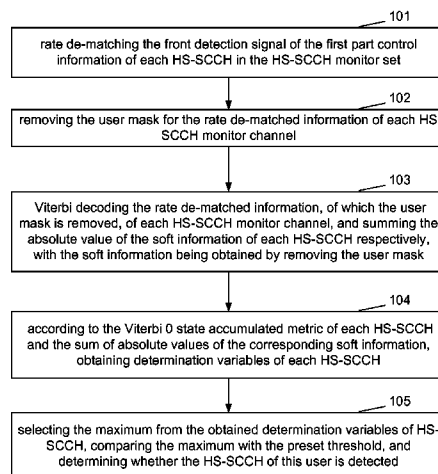 101
rate de-matching the front detection signal of the first part control
information of each HS-SCCH in the HS-SCCH monitor set
102
removing the user mask for the rate de-matched information of each HS-
SCCH monitor channel
103
Viterbi decoding the rate de-matched information, of which the user
mask is removed, of each HS-SCCH monitor channel, and summing the
absolute value of the soft information of each HS-SCCH respectively,
with the soft information being obtained by removing the user mask
104
according to the Viterbi 0 state accumulated metric of each HS-SCCH
and the sum of absolute values of the corresponding soft information,
obtaining determination variables of each HS-SCCH
105
selecting the maximum from the obtained determination variables of HS-
SCCH, comparing the maximum with the preset threshold, and
determining whether the HS-SCCH of this user is detected